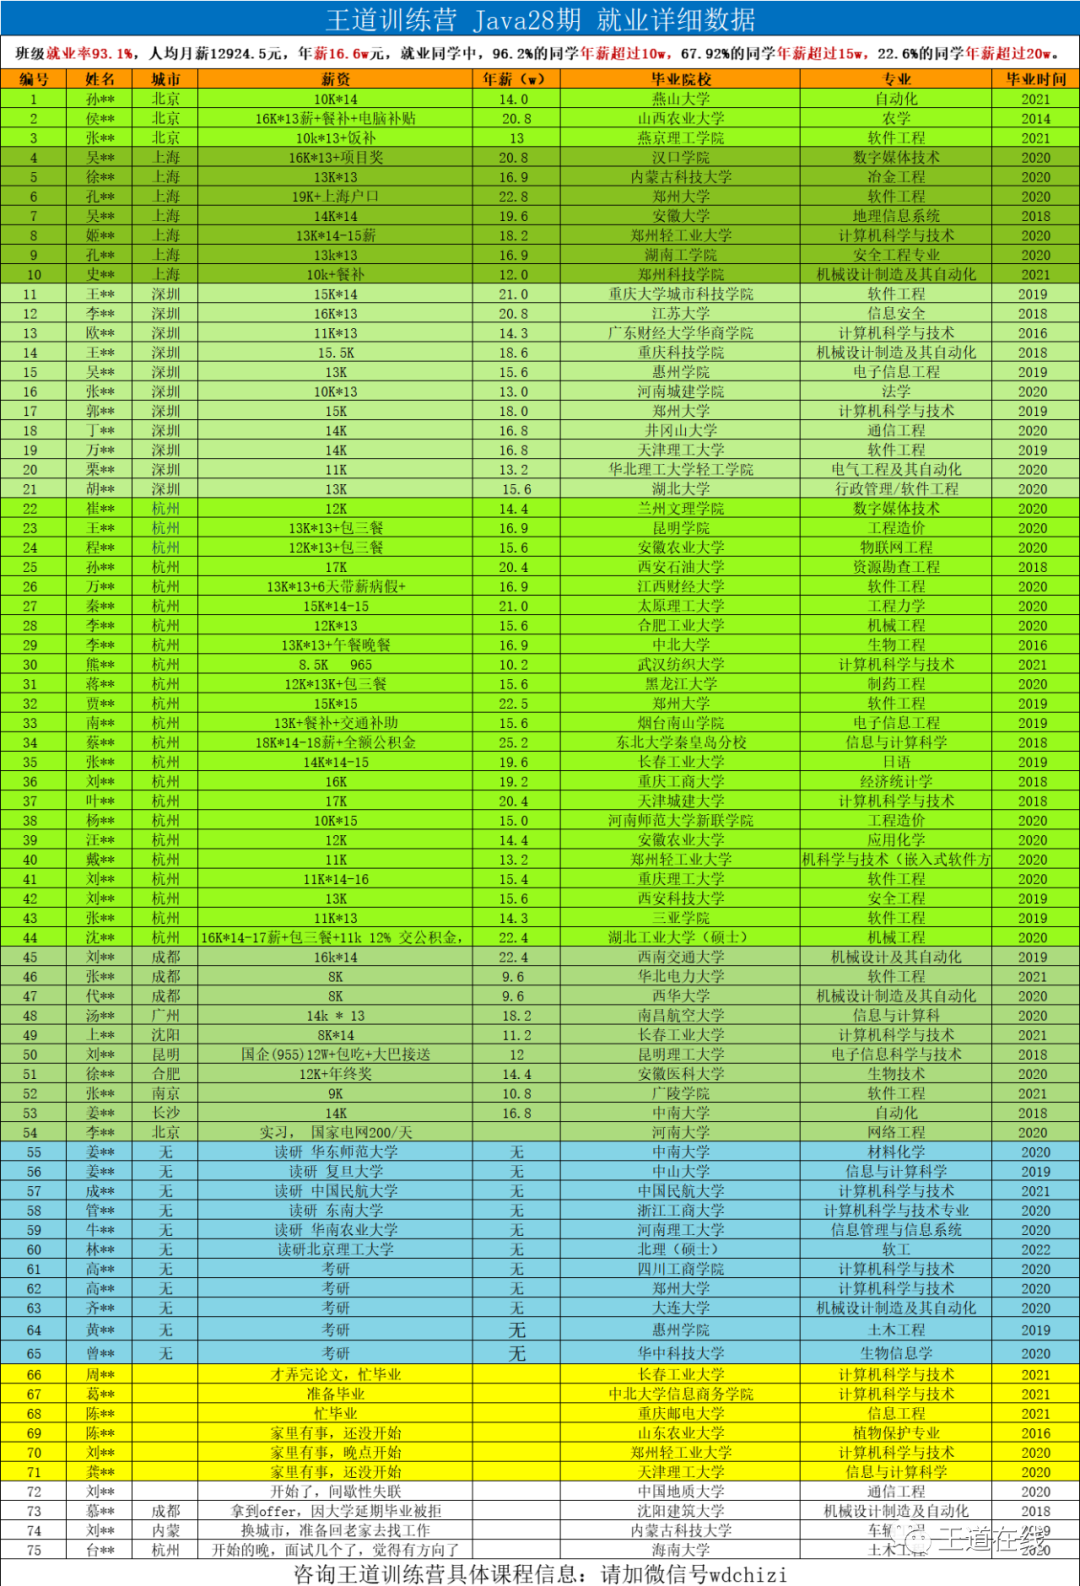 王道训练营 Java28期 就业详细数据
班级就业率93.1%，人均月薪12924.5元，年薪16.6w元，就业同学中，96.2%的同学年薪超过10w，67.92%的同学年薪超过15w，22.6%的同学年薪超过20w。
编号 姓名 城市 薪资 年薪（w） 毕业院校 专业 毕业时间
1 孙** 北京 10K*14 14.0 燕山大学 自动化 2021
2 侯** 北京 16K*13薪+餐补+电脑补贴 20.8 山西农业大学 农学 2014
3 张** 北京 10k*13+饭补 13 燕京理工学院 软件工程 2021
4 吴** 上海 16K*13+项目奖 20.8 汉口学院 数字媒体技术 2020
5 徐** 上海 13K*13 16.9 内蒙古科技大学 冶金工程 2020
6 孔** 上海 19K+上海户口 22.8 郑州大学 软件工程 2020
7 吴** 上海 14K*14 19.6 安徽大学 地理信息系统 2018
8 姬** 上海 13K*14-15薪 18.2 郑州轻工业大学 计算机科学与技术 2020
9 孔** 上海 13k*13 16.9 湖南工学院 安全工程专业 2020
10 史** 上海 10k+餐补 12.0 郑州科技学院 机械设计制造及其自动化 2021
11 王** 深圳 15K*14 21.0 重庆大学城市科技学院 软件工程 2019
12 李** 深圳 16K*13 20.8 江苏大学 信息安全 2018
13 欧** 深圳 11K*13 14.3 广东财经大学华商学院 计算机科学与技术 2016
14 王** 深圳 15.5K 18.6 重庆科技学院 机械设计制造及其自动化 2018
15 吴** 深圳 13K 15.6 惠州学院 电子信息工程 2019
16 张** 深圳 10K*13 13.0 河南城建学院 法学 2020
17 郭** 深圳 15K 18.0 郑州大学 计算机科学与技术 2019
18 丁** 深圳 14K 16.8 井冈山大学 通信工程 2020
19 万** 深圳 14K 16.8 天津理工大学 软件工程 2019
20 栗** 深圳 11K 13.2 华北理工大学轻工学院 电气工程及其自动化 2020
21 胡** 深圳 13K 15.6 湖北大学 行政管理/软件工程 2020
22 崔** 杭州 12K 14.4 兰州文理学院 数字媒体技术 2020
23 王** 杭州 13K*13+包三餐 16.9 昆明学院 工程造价 2020
24 程** 杭州 12K*13+包三餐 15.6 安徽农业大学 物联网工程 2020
25 孙** 杭州 17K 20.4 西安石油大学 资源勘查工程 2018
26 万** 杭州 13K*13+6天带薪病假+ 16.9 江西财经大学 软件工程 2020
27 秦** 杭州 15K*14-15 21.0 太原理工大学 工程力学 2020
28 李** 杭州 12K*13 15.6 合肥工业大学 机械工程 2020
29 李** 杭州 13K*13+午餐晚餐 16.9 中北大学 生物工程 2016
30 熊** 杭州 8.5K 965 10.2 武汉纺织大学 计算机科学与技术 2021
31 蒋** 杭州 12K*13K+包三餐 15.6 黑龙江大学 制药工程 2020
32 贾** 杭州 15K*15 22.5 郑州大学 软件工程 2019
33 南** 杭州 13K+餐补+交通补助 15.6 烟台南山学院 电子信息工程 2019
34 蔡** 杭州 18K*14-18薪+全额公积金 25.2 东北大学秦皇岛分校 信息与计算科学 2018
35 张** 杭州 14K*14-15 19.6 长春工业大学 日语 2019
36 刘** 杭州 16K 19.2 重庆工商大学 经济统计学 2018
37 叶** 杭州 17K 20.4 天津城建大学 计算机科学与技术 2018
38 杨** 杭州 10K*15 15.0 河南师范大学新联学院 工程造价 2020
39 汪** 杭州 12K 14.4 安徽农业大学 应用化学 2020
40 戴** 杭州 11K 13.2 郑州轻工业大学 机科学与技术（嵌入式软件方 2020
41 刘** 杭州 11K*14-16 15.4 重庆理工大学 软件工程 2020
42 刘** 杭州 13K 15.6 西安科技大学 安全工程 2019
43 张** 杭州 11K*13 14.3 三亚学院 软件工程 2019
44 沈** 杭州 16K*14-17薪+包三餐+11k 12% 交公积金， 22.4 湖北工业大学（硕士） 机械工程 2020
45 刘** 成都 16k*14 22.4 西南交通大学 机械设计及其自动化 2019
46 张** 成都 8K 9.6 华北电力大学 软件工程 2021
47 代** 成都 8K 9.6 西华大学 机械设计制造及其自动化 2020
48 汤** 广州 14k * 13 18.2 南昌航空大学 信息与计算科 2020
49 上** 沈阳 8K*14 11.2 长春工业大学 计算机科学与技术 2021
50 刘** 昆明 国企(955)12W+包吃+大巴接送 12 昆明理工大学 电子信息科学与技术 2018
51 徐** 合肥 12K+年终奖 14.4 安徽医科大学 生物技术 2020
52 张** 南京 9K 10.8 广陵学院 软件工程 2021
53 姜** 长沙 14K 16.8 中南大学 自动化 2018
54 李** 北京 实习， 国家电网200/天 河南大学 网络工程 2020
55 姜** 无 读研 华东师范大学 无 中南大学 材料化学 2020
56 姜** 无 读研 复旦大学 无 中山大学 信息与计算科学 2019
57 成** 无 读研 中国民航大学 无 中国民航大学 计算机科学与技术 2021
58 管** 无 读研 东南大学 无 浙江工商大学 计算机科学与技术专业 2020
59 牛** 无 读研 华南农业大学 无 河南理工大学 信息管理与信息系统 2020
60 林** 无 读研北京理工大学 无 北理（硕士） 软工 2022
61 高** 无 考研 无 四川工商学院 计算机科学与技术 2020
62 高** 无 考研 无 郑州大学 计算机科学与技术 2020
63 齐** 无 考研 无 大连大学 机械设计制造及其自动化 2020
64 黄** 无 考研 无 惠州学院 土木工程 2019
65 曾** 无 考研 无 华中科技大学 生物信息学 2020
66 周** 才弄完论文，忙毕业 长春工业大学 计算机科学与技术 2021
67 葛** 准备毕业 中北大学信息商务学院 计算机科学与技术 2021
68 陈** 忙毕业 重庆邮电大学 信息工程 2021
69 陈** 家里有事，还没开始 山东农业大学 植物保护专业 2016
70 刘** 家里有事，晚点开始 郑州轻工业大学 计算机科学与技术 2020
71 龚** 家里有事，还没开始 天津理工大学 信息与计算科学 2020
72 刘** 开始了，间歇性失联 中国地质大学 通信工程 2020
73 慕** 成都 拿到offer，因大学延期毕业被拒 沈阳建筑大学 机械设计制造及自动化 2018
74 刘** 内蒙 换城市，准备回老家去找工作 内蒙古科技大学
75 台** 杭州 开始的晚，面试几个了，觉得有方向了 海南大学 土木工程 2020
王道在线
咨询王道训练营具体课程信息：请加微信号wdchizi